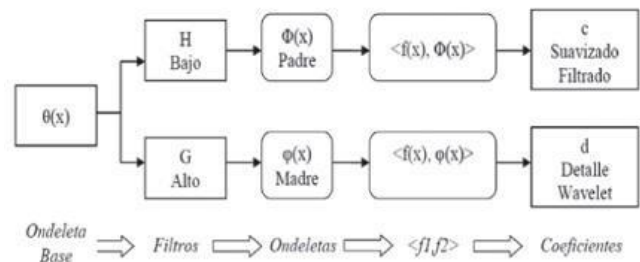 θ(x)
H
Bajo
Φ(x)
Padre
<f(x), Φ(x)>
c
Suavizado
Filtrado
G
Alto
φ(x)
Madre
<f(x), φ(x)>
d
Detalle
Wavelet
Ondeleta
Base
Filtros
Ondeletas
<f1,f2>
Coeficientes